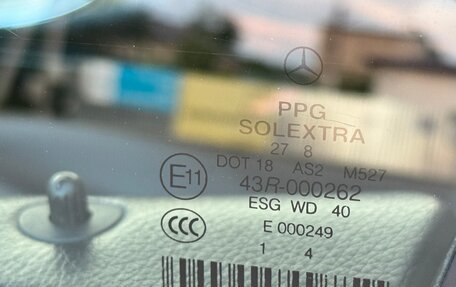 PPG
SOLEXTRA
27 8
DOT 18 AS2 M527
E11 43R-000262
ESG WD 40
CCC E 000249
1 4